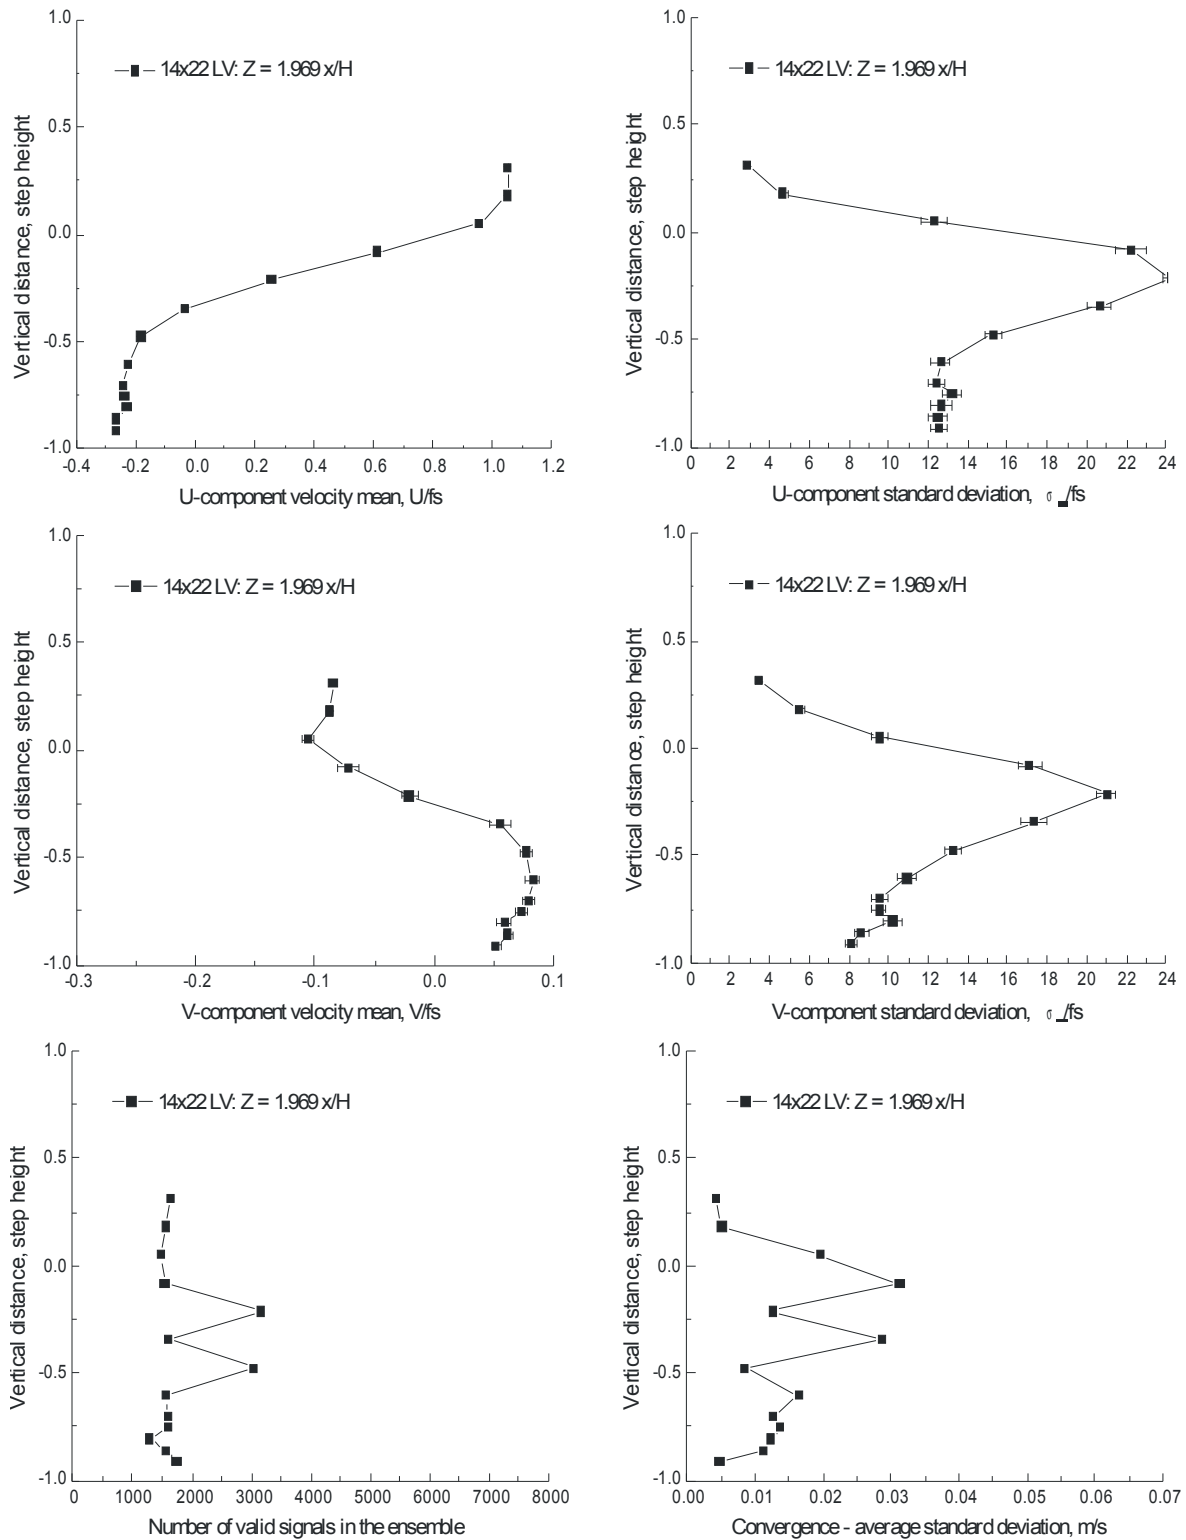 1.0
14x22 LV: Z = 1.969 x/H
0.5
0.0
-0.5
-1.0
Vertical distance, step height
-0.4 -0.2 0.0 0.2 0.4 0.6 0.8 1.0 1.2
U-component velocity mean, U/fs
1.0
14x22 LV: Z = 1.969 x/H
0.5
0.0
-0.5
-1.0
Vertical distance, step height
0 2 4 6 8 10 12 14 16 18 20 22 24
U-component standard deviation, σ_/fs
1.0
14x22 LV: Z = 1.969 x/H
0.5
0.0
-0.5
-1.0
Vertical distance, step height
-0.3 -0.2 -0.1 0.0 0.1
V-component velocity mean, V/fs
1.0
14x22 LV: Z = 1.969 x/H
0.5
0.0
-0.5
-1.0
Vertical distance, step height
0 2 4 6 8 10 12 14 16 18 20 22 24
V-component standard deviation, σ_/fs
1.0
14x22 LV: Z = 1.969 x/H
0.5
0.0
-0.5
-1.0
Vertical distance, step height
0 1000 2000 3000 4000 5000 6000 7000 8000
Number of valid signals in the ensemble
1.0
14x22 LV: Z = 1.969 x/H
0.5
0.0
-0.5
-1.0
Vertical distance, step height
0.00 0.01 0.02 0.03 0.04 0.05 0.06 0.07
Convergence - average standard deviation, m/s